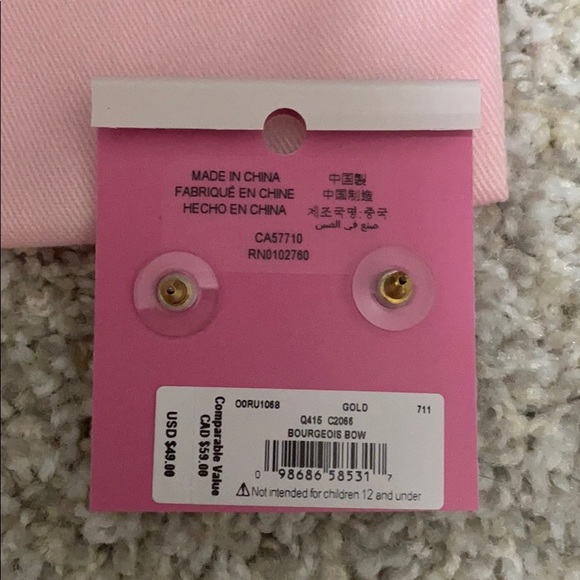 MADE IN CHINA
FABRIQUÉ EN CHINE
HECHO EN CHINA
中国製
中国制造
제조국명:중국
صنع في الصين
CA57710
RN0102760
O0RU1068 GOLD 711
Q415 C2065
BOURGEOIS BOW
0 98686 58531 7
⚠Not intended for children 12 and under
Comparable Value
CAD $59.00
USD $49.00